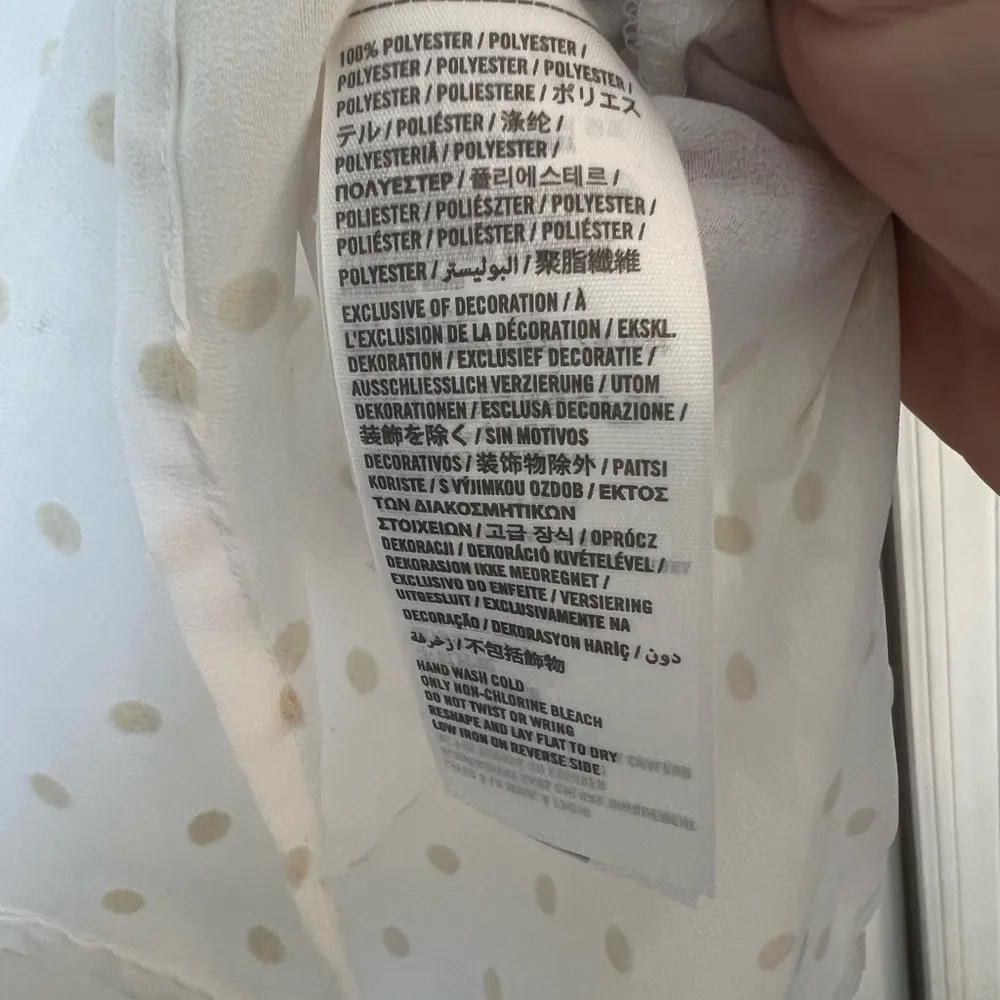 100% POLYESTER / POLYESTER /
POLYESTER / POLYESTER / POLYESTER /
POLYESTER / POLIESTERE / ポリエス
テル / POLIÉSTER / 涤纶 /
POLYESTERIÄ / POLYESTER /
ΠΟΛΥΕΣΤΕΡ / 폴리에스테르 /
POLIESTER / POLIÉSZTER / POLYESTER /
POLIÉSTER / POLIËSTER / POLIÉSTER /
POLYESTER / البوليستر / 聚脂纖維
EXCLUSIVE OF DECORATION / À
L'EXCLUSION DE LA DÉCORATION / EKSKL.
DEKORATION / EXCLUSIEF DECORATIE /
AUSSCHLIESSLICH VERZIERUNG / UTOM
DEKORATIONEN / ESCLUSA DECORAZIONE /
装飾を除く / SIN MOTIVOS
DECORATIVOS / 装饰物除外 / PAITSI
KORISTE / S VÝJIMKOU OZDOB / ΕΚΤΟΣ
ΤΩΝ ΔΙΑΚΟΣΜΗΤΙΚΩΝ
ΣΤΟΙΧΕΙΩΝ / 고급 장식 / OPRÓCZ
DEKORACJI / DEKORÁCIÓ KIVÉTELÉVEL /
DEKORASJON IKKE MEDREGNET /
EXCLUSIVO DO ENFEITE / VERSIERING
UITGESLUIT / EXCLUSIVAMENTE NA
DECORAÇÃO / DEKORASYON HARİÇ / دون
زخرفة / 不包括飾物
HAND WASH COLD
ONLY NON-CHLORINE BLEACH
DO NOT TWIST OR WRING
RESHAPE AND LAY FLAT TO DRY
LOW IRON ON REVERSE SIDE